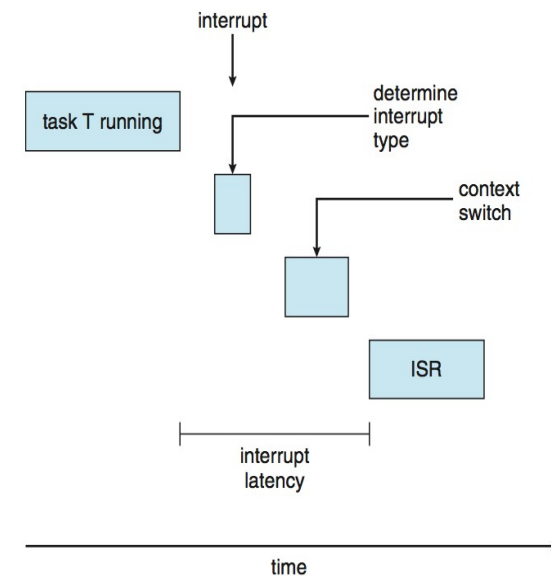 interrupt
task T running
determine
interrupt
type
context
switch
ISR
interrupt
latency
time